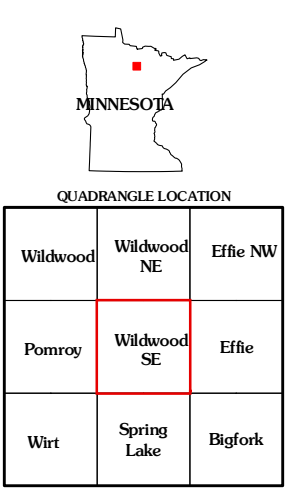 MINNESOTA
QUADRANGLE LOCATION
Wildwood
Wildwood
NE
Effie NW
Pomroy
Wildwood
SE
Effie
Wirt
Spring
Lake
Bigfork